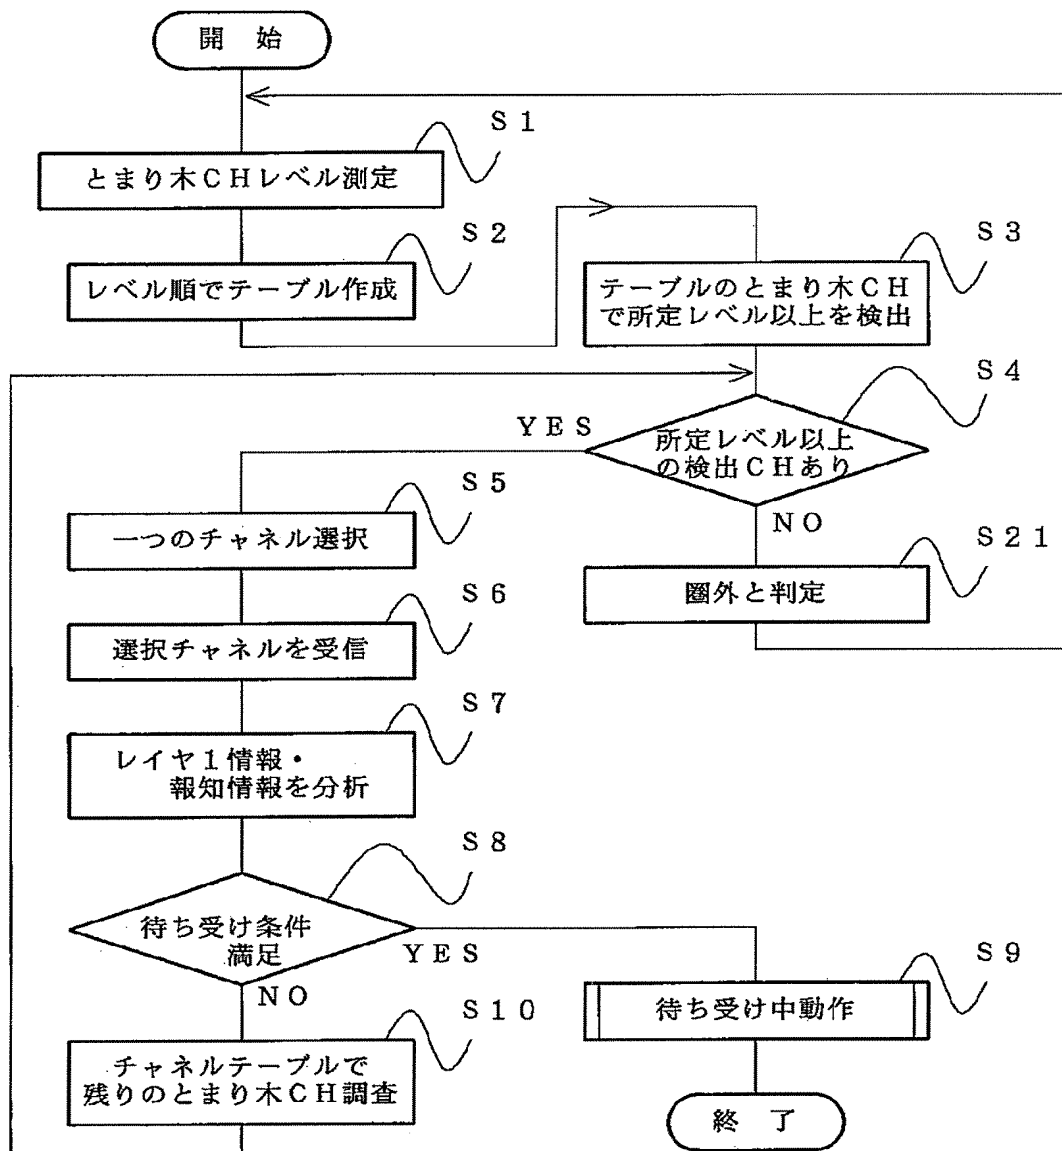 開 始
S1
とまり木CHレベル測定
S2
レベル順でテーブル作成
S3
テーブルのとまり木CH
で所定レベル以上を検出
S4
所定レベル以上
の検出CHあり
YES
NO
S5
一つのチャネル選択
S21
圏外と判定
S6
選択チャネルを受信
S7
レイヤ1情報・
報知情報を分析
S8
待ち受け条件
満足
YES
NO
S9
待ち受け中動作
S10
チャネルテーブルで
残りのとまり木CH調査
終 了